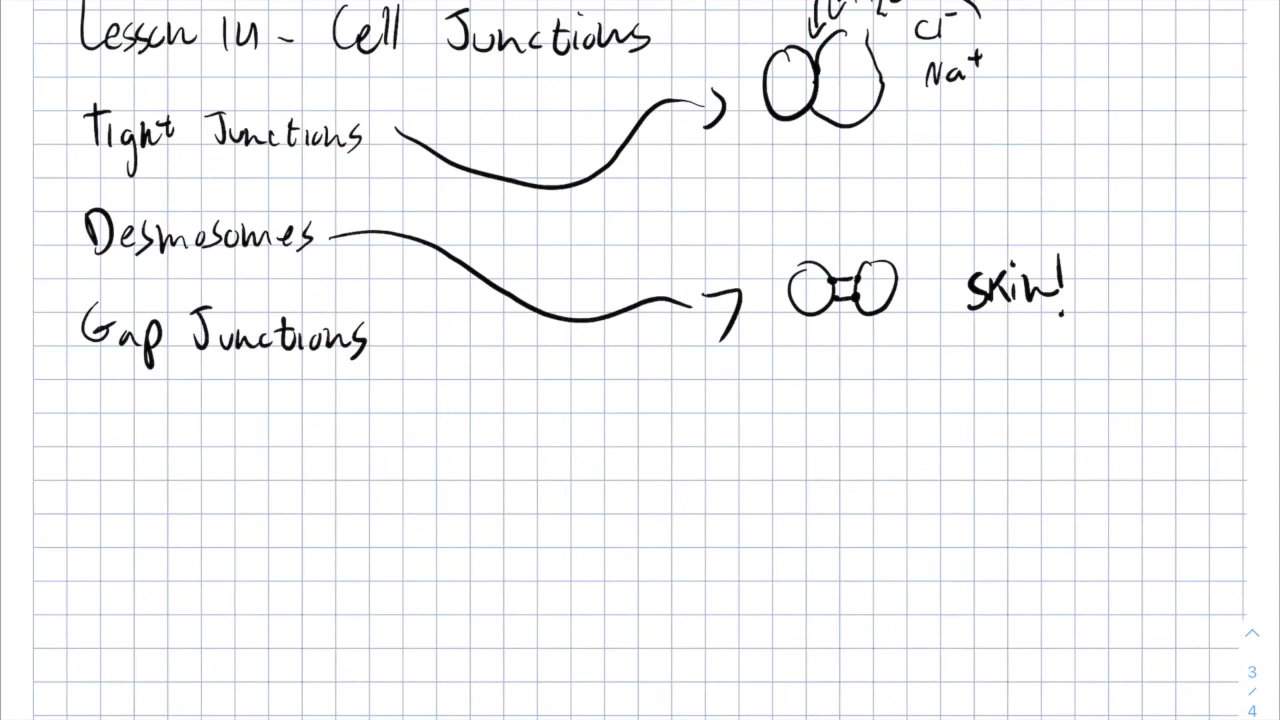 Lesson 14 - Cell Junctions
Cl⁻
Na⁺
Tight Junctions
Desmosomes
skin!
Gap Junctions
3
/
4